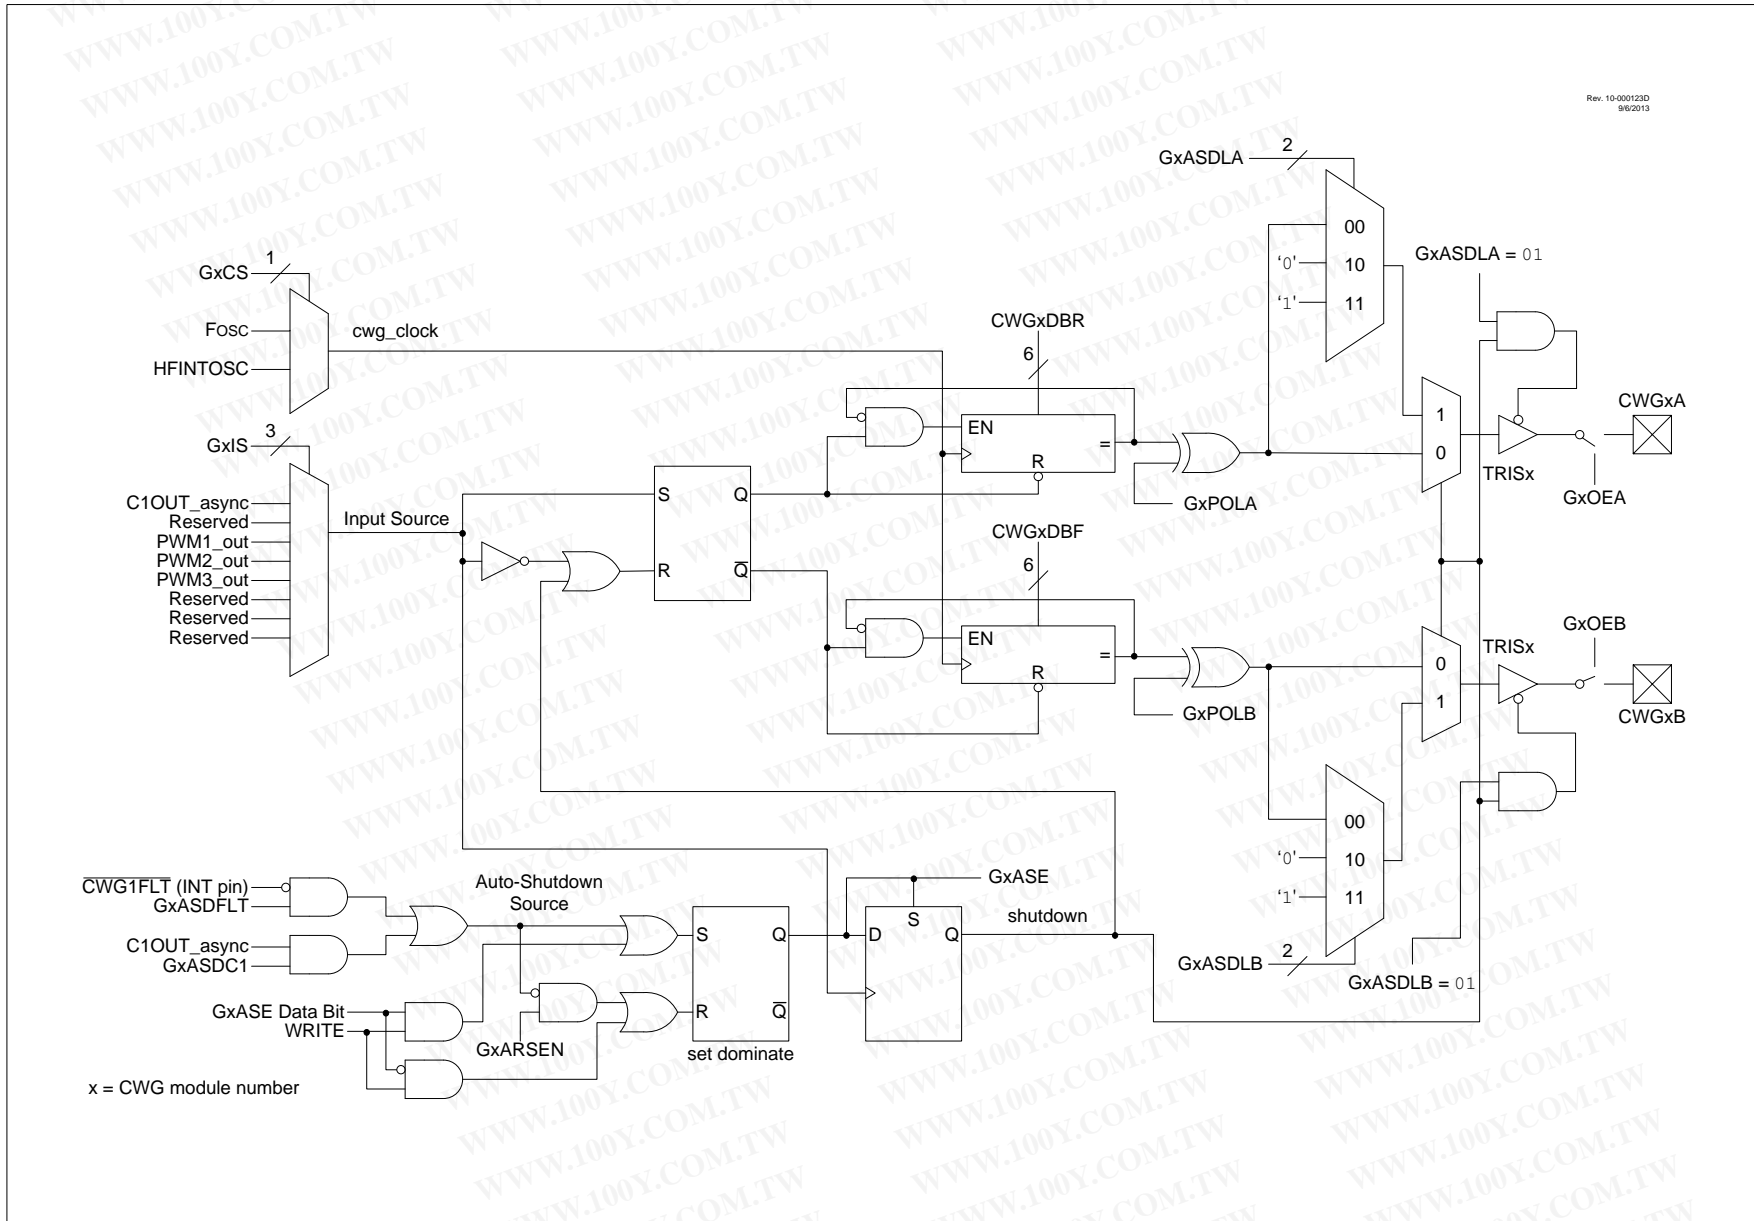 Rev. 10-000123D
9/6/2013
GxASDLA
2
00
'0'
10
'1'
11
GxASDLA = 01
GxCS
1
FOSC
HFINTOSC
cwg_clock
CWGxDBR
6
EN
=
R
GxPOLA
1
0
TRISx
CWGxA
GxOEA
GxIS
3
C1OUT_async
Reserved
PWM1_out
PWM2_out
PWM3_out
Reserved
Reserved
Reserved
Input Source
S
Q
R
Q
CWGxDBF
6
EN
=
R
GxPOLB
0
1
TRISx
GxOEB
CWGxB
00
'0'
10
'1'
11
GxASDLB
2
GxASDLB = 01
CWG1FLT (INT pin)
GxASDFLT
C1OUT_async
GxASDC1
Auto-Shutdown
Source
GxASE Data Bit
WRITE
GxARSEN
S
Q
R
Q
set dominate
GxASE
S
D
Q
shutdown
x = CWG module number
WWW.100Y.COM.TW